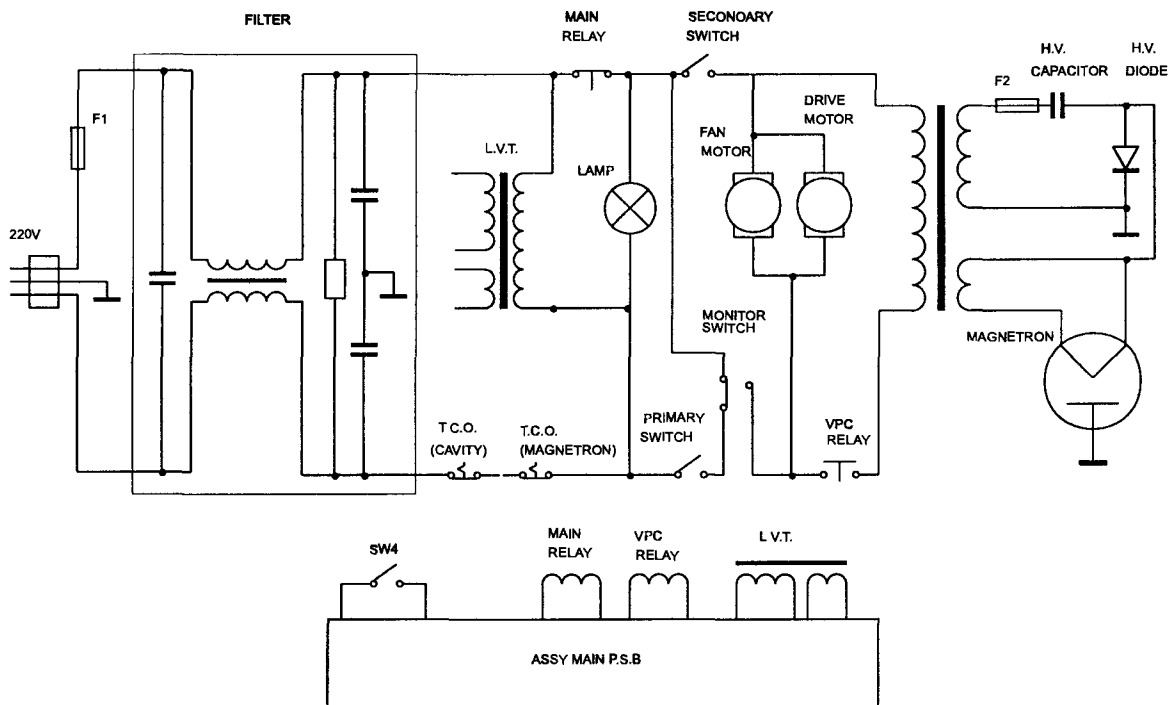 FILTER
MAIN
RELAY
SECONOARY
SWITCH
H.V.
CAPACITOR
H.V.
DIODE
F2
F1
DRIVE
MOTOR
FAN
MOTOR
L.V.T.
LAMP
220V
MONITOR
SWITCH
MAGNETRON
PRIMARY
SWITCH
T.C.O.
(CAVITY)
T.C.O.
(MAGNETRON)
VPC
RELAY
SW4
MAIN
RELAY
VPC
RELAY
L V.T.
ASSY MAIN P.S.B